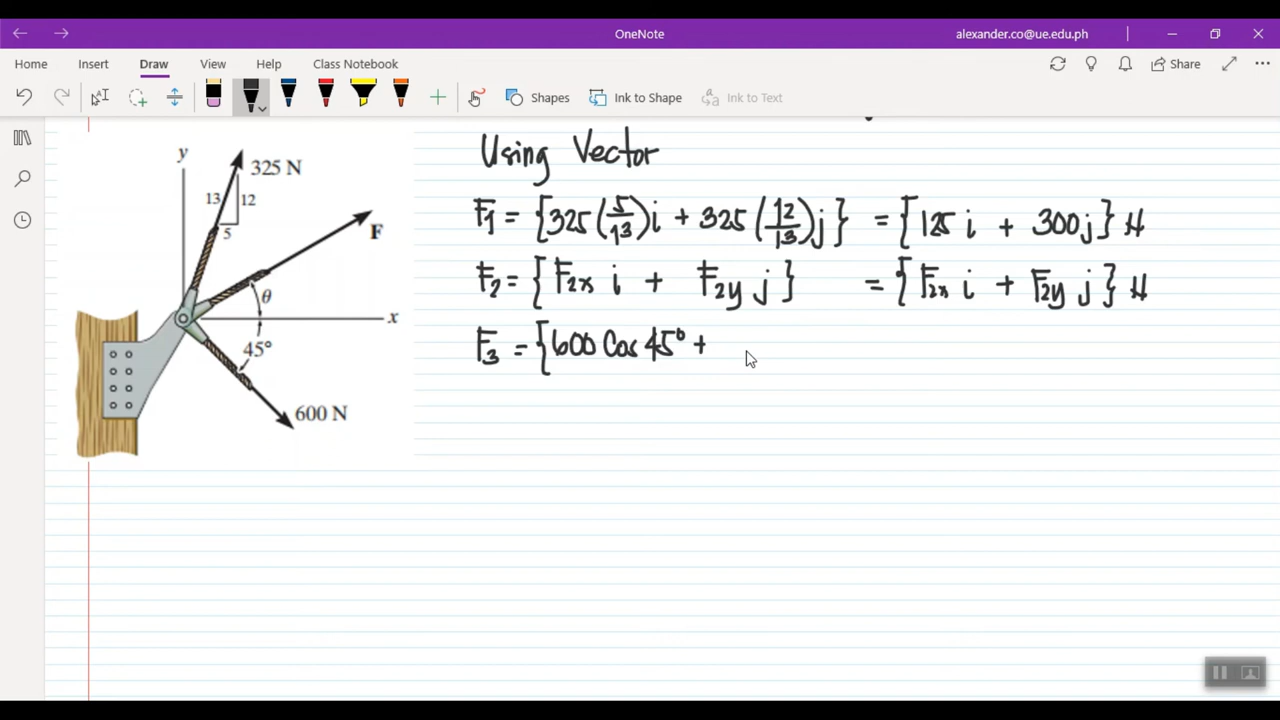 OneNote
alexander.co@ue.edu.ph
Home Insert Draw View Help Class Notebook
Share
Shapes Ink to Shape Ink to Text
Using Vector
F1 = {325(5/13)i + 325(12/13)j} = {125 i + 300j} N
F2 = {F2x i + F2y j} = {F2x i + F2y j} N
F3 = {600 Cos 45° +
y
325 N
13
12
5
F
θ
x
45°
600 N